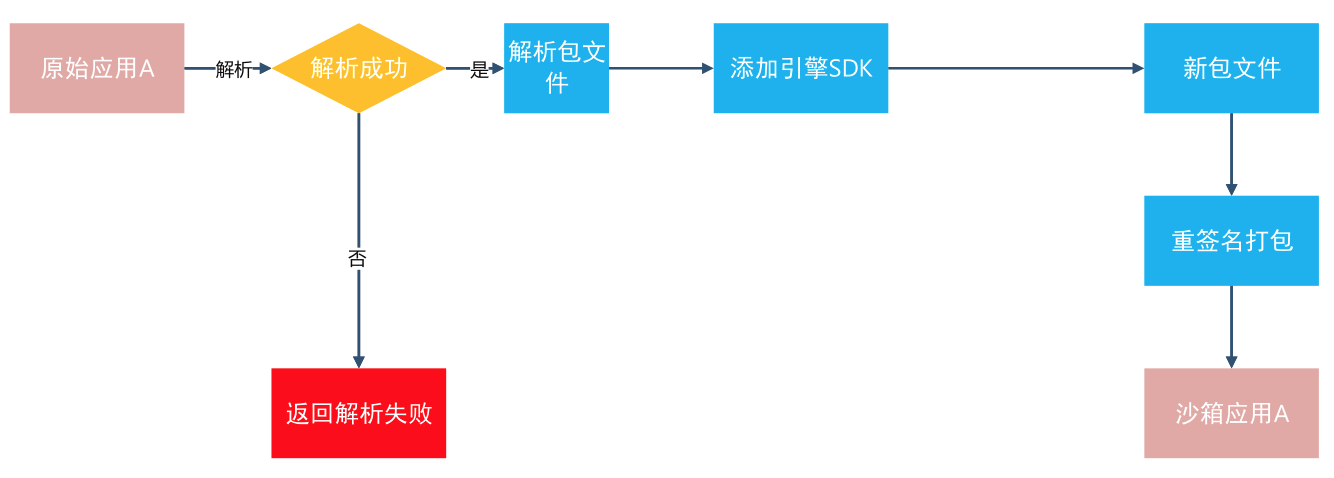 原始应用A
解析
解析成功
是
解析包文
件
添加引擎SDK
新包文件
重签名打包
否
返回解析失败
沙箱应用A